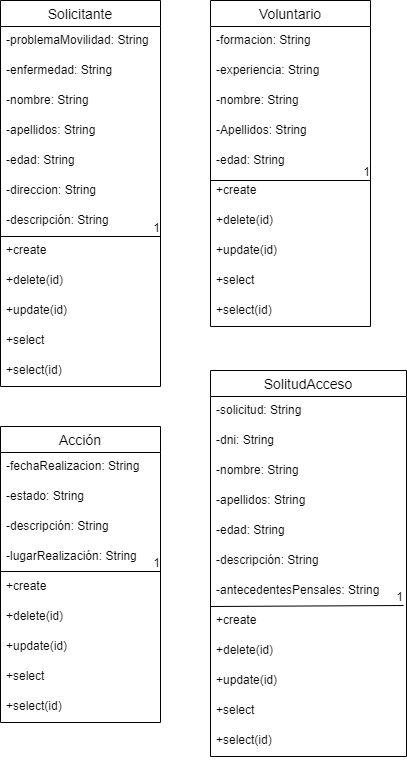 Solicitante
-problemaMovilidad: String
-enfermedad: String
-nombre: String
-apellidos: String
-edad: String
-direccion: String
-descripción: String
1
+create
+delete(id)
+update(id)
+select
+select(id)
Voluntario
-formacion: String
-experiencia: String
-nombre: String
-Apellidos: String
-edad: String
1
+create
+delete(id)
+update(id)
+select
+select(id)
Acción
-fechaRealizacion: String
-estado: String
-descripción: String
-lugarRealización: String
1
+create
+delete(id)
+update(id)
+select
+select(id)
SolitudAcceso
-solicitud: String
-dni: String
-nombre: String
-apellidos: String
-edad: String
-descripción: String
-antecedentesPensales: String
1
+create
+delete(id)
+update(id)
+select
+select(id)